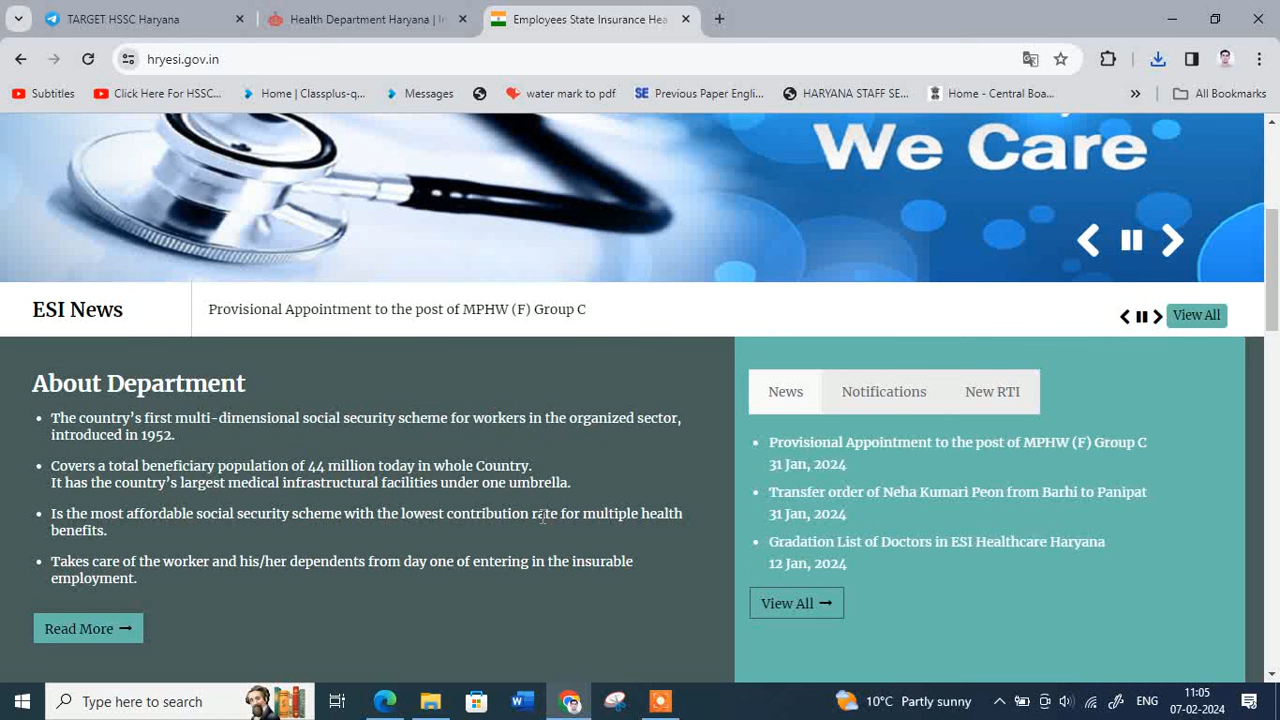 TARGET HSSC Haryana
Health Department Haryana | I
Employees State Insurance Hea
hryesi.gov.in
Subtitles
Click Here For HSSC...
Home | Classplus-q...
Messages
water mark to pdf
SE Previous Paper Engli...
HARYANA STAFF SE...
Home - Central Boa...
All Bookmarks
We Care
ESI News
Provisional Appointment to the post of MPHW (F) Group C
View All
About Department
• The country's first multi-dimensional social security scheme for workers in the organized sector,
introduced in 1952.
• Covers a total beneficiary population of 44 million today in whole Country.
It has the country's largest medical infrastructural facilities under one umbrella.
• Is the most affordable social security scheme with the lowest contribution rate for multiple health
benefits.
• Takes care of the worker and his/her dependents from day one of entering in the insurable
employment.
Read More
News
Notifications
New RTI
• Provisional Appointment to the post of MPHW (F) Group C
31 Jan, 2024
• Transfer order of Neha Kumari Peon from Barhi to Panipat
31 Jan, 2024
• Gradation List of Doctors in ESI Healthcare Haryana
12 Jan, 2024
View All
Type here to search
10°C Partly sunny
ENG
11:05
07-02-2024